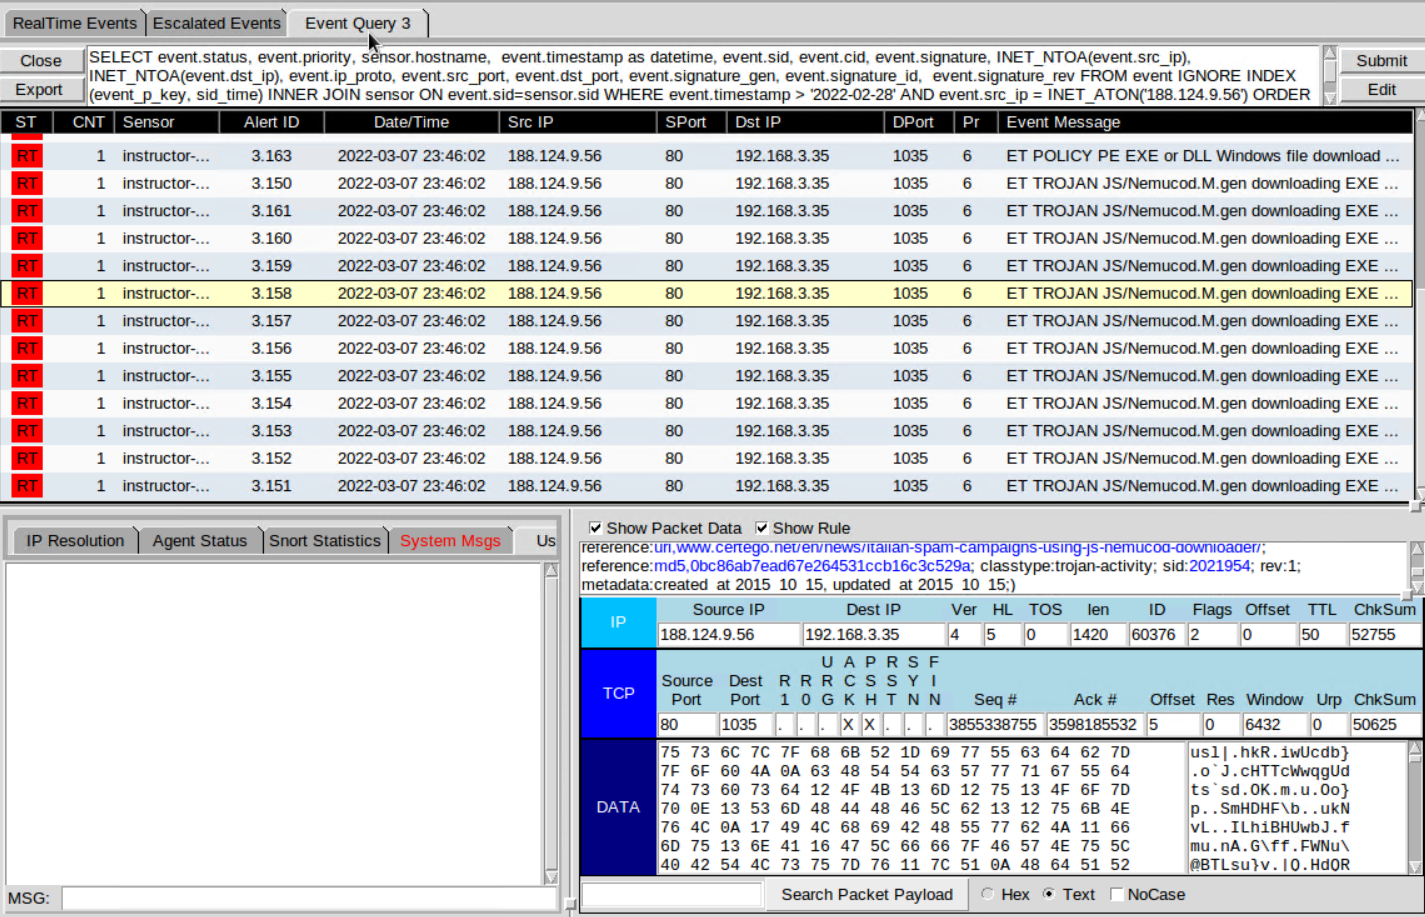 RealTime Events Escalated Events Event Query 3
Close
Export
SELECT event.status, event.priority, sensor.hostname, event.timestamp as datetime, event.sid, event.cid, event.signature, INET_NTOA(event.src_ip),
INET_NTOA(event.dst_ip), event.ip_proto, event.src_port, event.dst_port, event.signature_gen, event.signature_id, event.signature_rev FROM event IGNORE INDEX
(event_p_key, sid_time) INNER JOIN sensor ON event.sid=sensor.sid WHERE event.timestamp > '2022-02-28' AND event.src_ip = INET_ATON('188.124.9.56') ORDER
Submit
Edit
ST CNT Sensor Alert ID Date/Time Src IP SPort Dst IP DPort Pr Event Message
RT 1 instructor-... 3.163 2022-03-07 23:46:02 188.124.9.56 80 192.168.3.35 1035 6 ET POLICY PE EXE or DLL Windows file download ...
RT 1 instructor-... 3.150 2022-03-07 23:46:02 188.124.9.56 80 192.168.3.35 1035 6 ET TROJAN JS/Nemucod.M.gen downloading EXE ...
RT 1 instructor-... 3.161 2022-03-07 23:46:02 188.124.9.56 80 192.168.3.35 1035 6 ET TROJAN JS/Nemucod.M.gen downloading EXE ...
RT 1 instructor-... 3.160 2022-03-07 23:46:02 188.124.9.56 80 192.168.3.35 1035 6 ET TROJAN JS/Nemucod.M.gen downloading EXE ...
RT 1 instructor-... 3.159 2022-03-07 23:46:02 188.124.9.56 80 192.168.3.35 1035 6 ET TROJAN JS/Nemucod.M.gen downloading EXE ...
RT 1 instructor-... 3.158 2022-03-07 23:46:02 188.124.9.56 80 192.168.3.35 1035 6 ET TROJAN JS/Nemucod.M.gen downloading EXE ...
RT 1 instructor-... 3.157 2022-03-07 23:46:02 188.124.9.56 80 192.168.3.35 1035 6 ET TROJAN JS/Nemucod.M.gen downloading EXE ...
RT 1 instructor-... 3.156 2022-03-07 23:46:02 188.124.9.56 80 192.168.3.35 1035 6 ET TROJAN JS/Nemucod.M.gen downloading EXE ...
RT 1 instructor-... 3.155 2022-03-07 23:46:02 188.124.9.56 80 192.168.3.35 1035 6 ET TROJAN JS/Nemucod.M.gen downloading EXE ...
RT 1 instructor-... 3.154 2022-03-07 23:46:02 188.124.9.56 80 192.168.3.35 1035 6 ET TROJAN JS/Nemucod.M.gen downloading EXE ...
RT 1 instructor-... 3.153 2022-03-07 23:46:02 188.124.9.56 80 192.168.3.35 1035 6 ET TROJAN JS/Nemucod.M.gen downloading EXE ...
RT 1 instructor-... 3.152 2022-03-07 23:46:02 188.124.9.56 80 192.168.3.35 1035 6 ET TROJAN JS/Nemucod.M.gen downloading EXE ...
RT 1 instructor-... 3.151 2022-03-07 23:46:02 188.124.9.56 80 192.168.3.35 1035 6 ET TROJAN JS/Nemucod.M.gen downloading EXE ...
IP Resolution Agent Status Snort Statistics System Msgs Us
MSG:
Show Packet Data Show Rule
reference:url,www.certego.net/en/news/italian-spam-campaigns-using-js-nemucod-downloader/;
reference:md5,0bc86ab7ead67e264531ccb16c3c529a; classtype:trojan-activity; sid:2021954; rev:1;
metadata:created_at 2015_10_15, updated_at 2015_10_15;)
IP
Source IP Dest IP Ver HL TOS len ID Flags Offset TTL ChkSum
188.124.9.56 192.168.3.35 4 5 0 1420 60376 2 0 50 52755
TCP
U A P R S F
Source Dest R R R C S S Y I
Port Port 1 0 G K H T N N Seq # Ack # Offset Res Window Urp ChkSum
80 1035 . . . X X . . . 3855338755 3598185532 5 0 6432 0 50625
DATA
75 73 6C 7C 7F 68 6B 52 1D 69 77 55 63 64 62 7D usl|.hkR.iwUcdb}
7F 6F 60 4A 0A 63 48 54 54 63 57 77 71 67 55 64 .o`J.cHTTcWwqgUd
74 73 60 73 64 12 4F 4B 13 6D 12 75 13 4F 6F 7D ts`sd.OK.m.u.Oo}
70 0E 13 53 6D 48 44 48 46 5C 62 13 12 75 6B 4E p..SmHDHF\b..ukN
76 4C 0A 17 49 4C 68 69 42 48 55 77 62 4A 11 66 vL..ILhiBHUwbJ.f
6D 75 13 6E 41 16 47 5C 66 66 7F 46 57 4E 75 5C mu.nA.G\ff.FWNu\
40 42 54 4C 73 75 7D 76 11 7C 51 0A 48 64 51 52 @BTLsu}v.|Q.HdQR
Search Packet Payload Hex Text NoCase